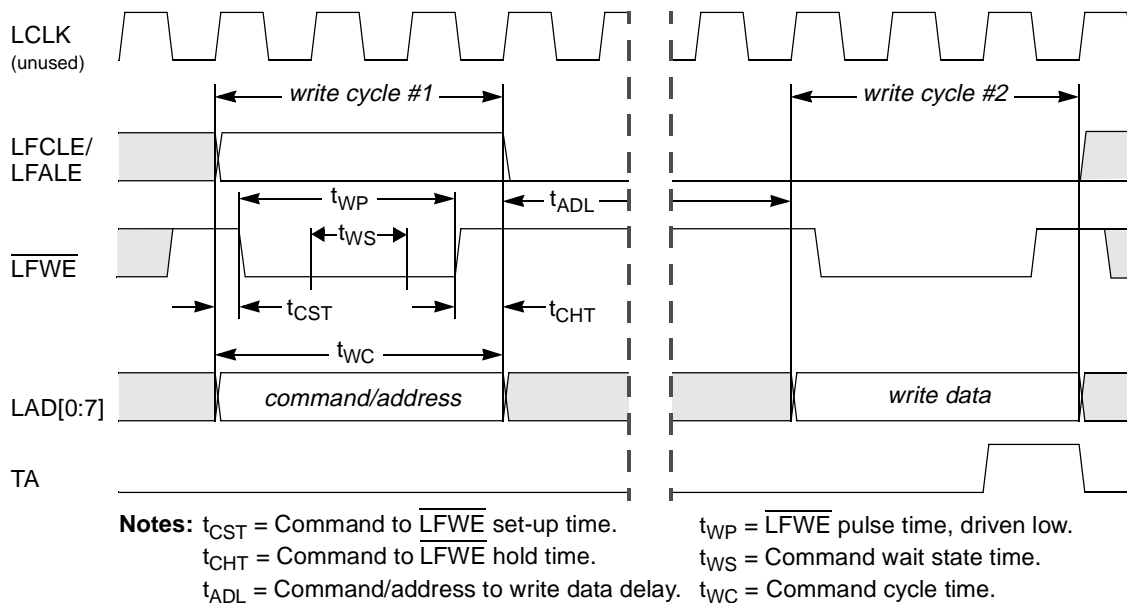 LCLK
(unused)
write cycle #1
write cycle #2
LFCLE/
LFALE
tWP
tADL
tWS
LFWE
tCST
tCHT
tWC
LAD[0:7]
command/address
write data
TA
Notes: tCST = Command to LFWE set-up time.
tWP = LFWE pulse time, driven low.
tCHT = Command to LFWE hold time.
tWS = Command wait state time.
tADL = Command/address to write data delay.
tWC = Command cycle time.